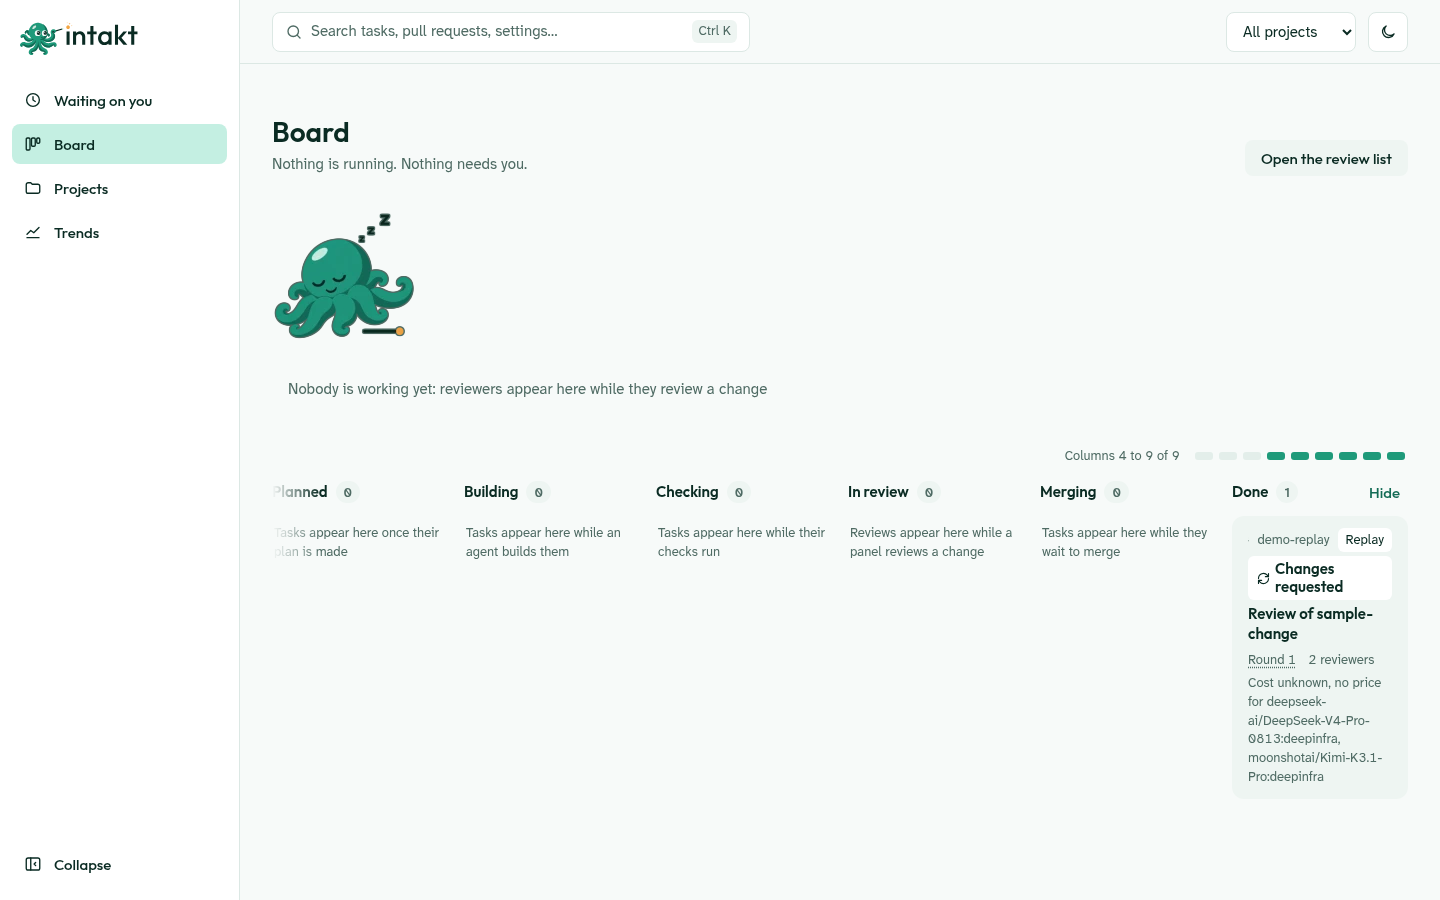 intakt
Search tasks, pull requests, settings...
Ctrl K
All projects
Waiting on you
Board
Projects
Trends
Collapse
Board
Nothing is running. Nothing needs you.
Open the review list
z z z
Nobody is working yet: reviewers appear here while they review a change
Columns 4 to 9 of 9
Planned 0
Tasks appear here once their
plan is made
Building 0
Tasks appear here while an
agent builds them
Checking 0
Tasks appear here while their
checks run
In review 0
Reviews appear here while a
panel reviews a change
Merging 0
Tasks appear here while they
wait to merge
Done 1 Hide
demo-replay Replay
Changes
requested
Review of sample-
change
Round 1 2 reviewers
Cost unknown, no price
for deepseek-
ai/DeepSeek-V4-Pro-
0813:deepinfra,
moonshotai/Kimi-K3.1-
Pro:deepinfra